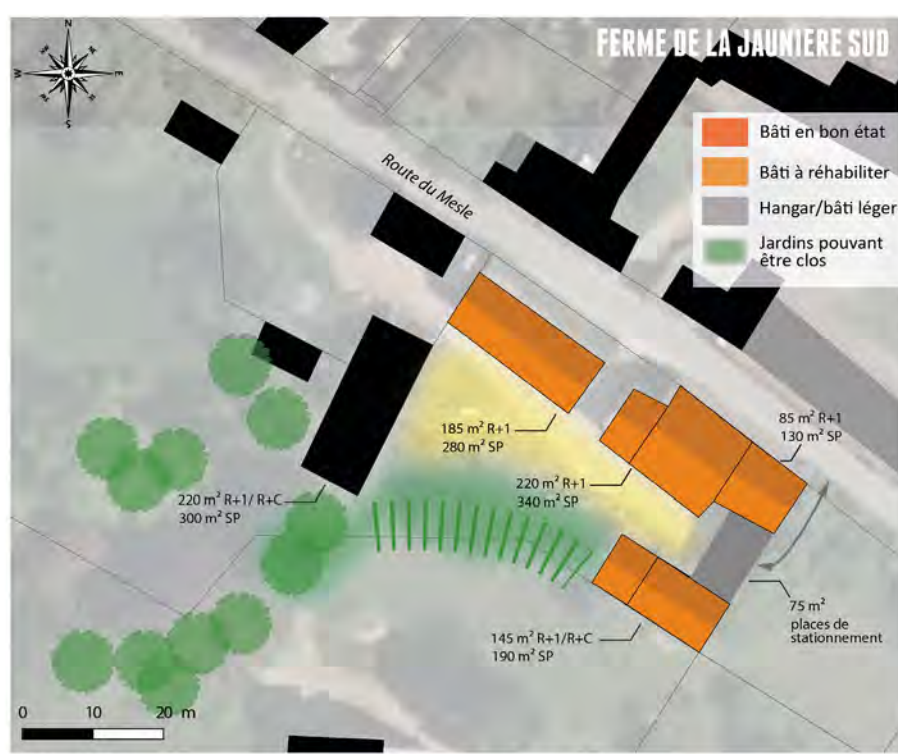 FERME DE LA JAUNIÈRE SUD
N
E
S
Bâti en bon état
Bâti à réhabiliter
Hangar/bâti léger
Jardins pouvant
être clos
Route du Mesle
185 m² R+1
280 m² SP
85 m² R+1
130 m² SP
220 m² R+1
340 m² SP
220 m² R+1/ R+C
300 m² SP
75 m²
places de
stationnement
145 m² R+1/R+C
190 m² SP
0 10 20 m